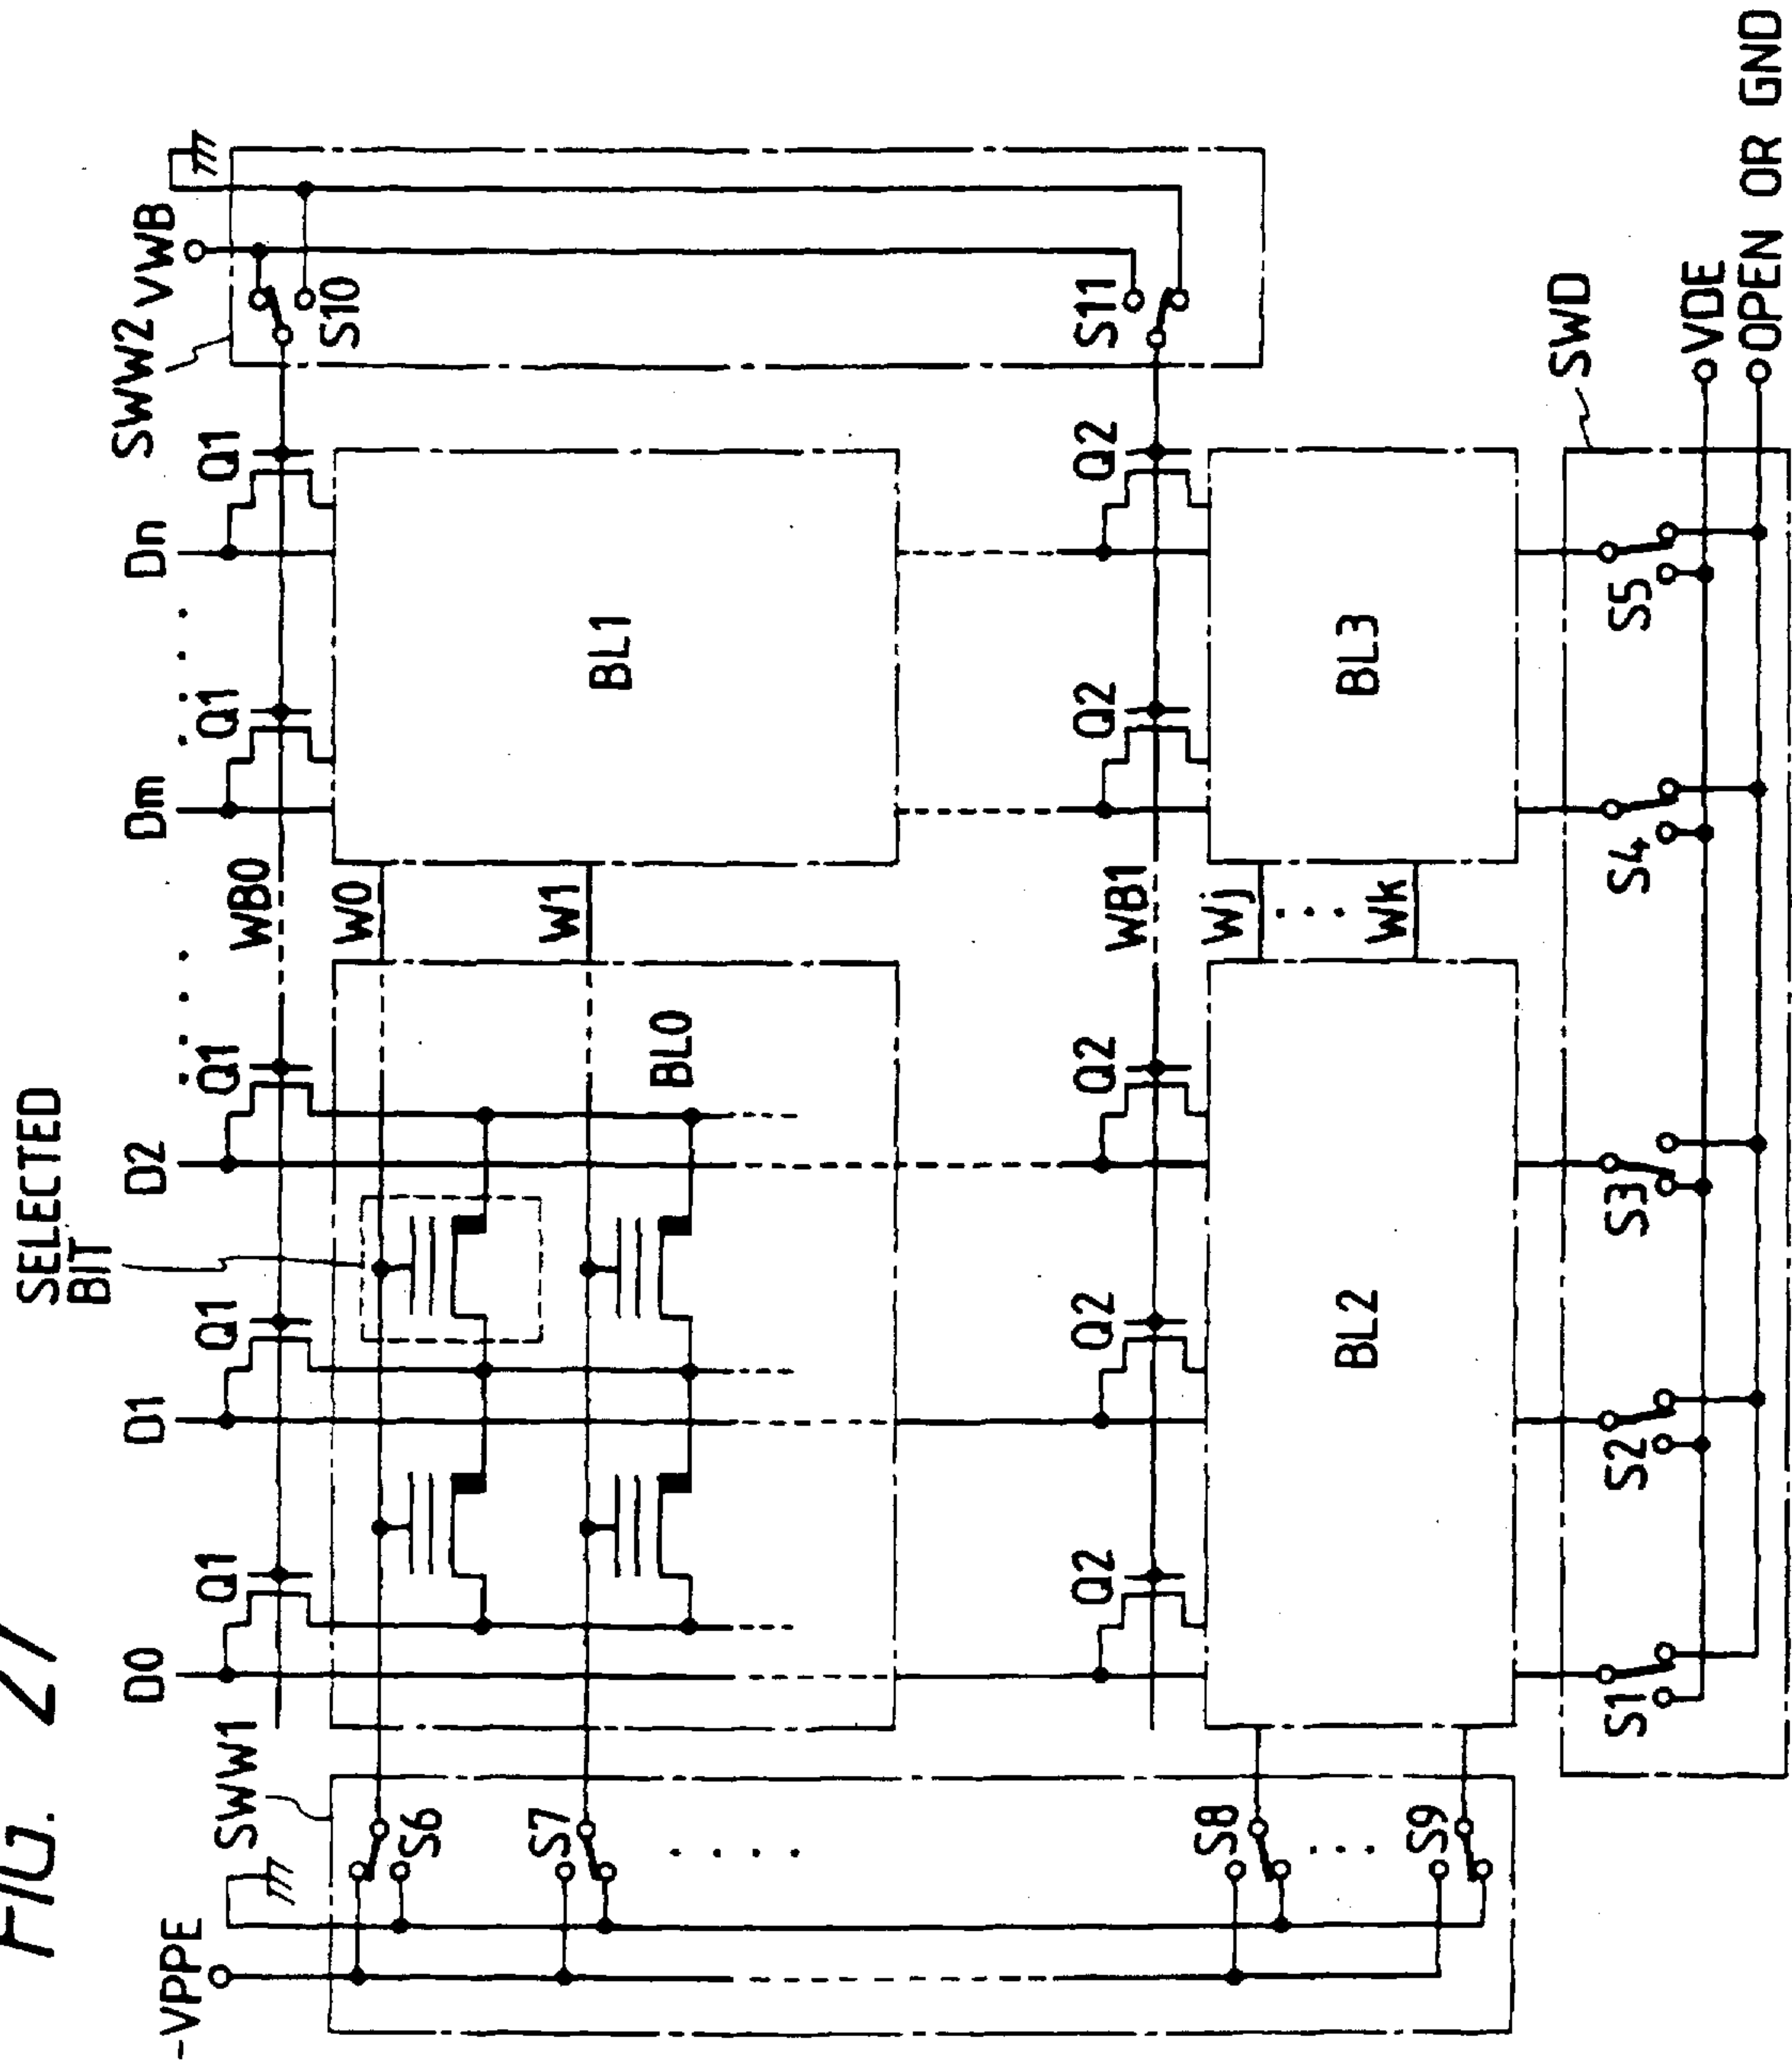 FIG. 27
SELECTED
BIT
D0
D1
D2
Dm
Dn
SWW2
VWB
-VPPE
SWW1
Q1
Q1
Q1
Q1
Q1
WB0
S10
W0
S6
S7
W1
BL1
BL0
Q2
Q2
Q2
Q2
Q2
S11
WB1
S8
Wj
BL2
BL3
Wk
S9
SWD
S1
S2
S3
S4
S5
VDE
OPEN OR GND